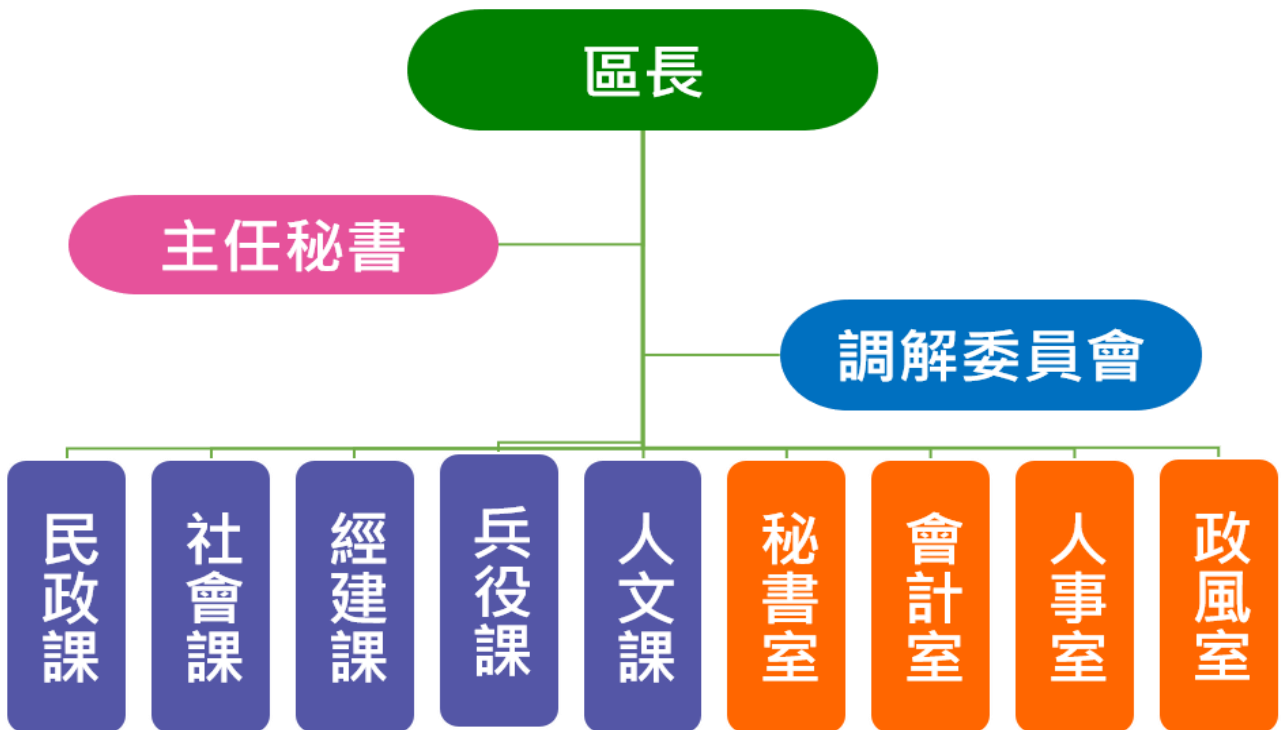 區長
主任秘書
調解委員會
民政課
社會課
經建課
兵役課
人文課
秘書室
會計室
人事室
政風室